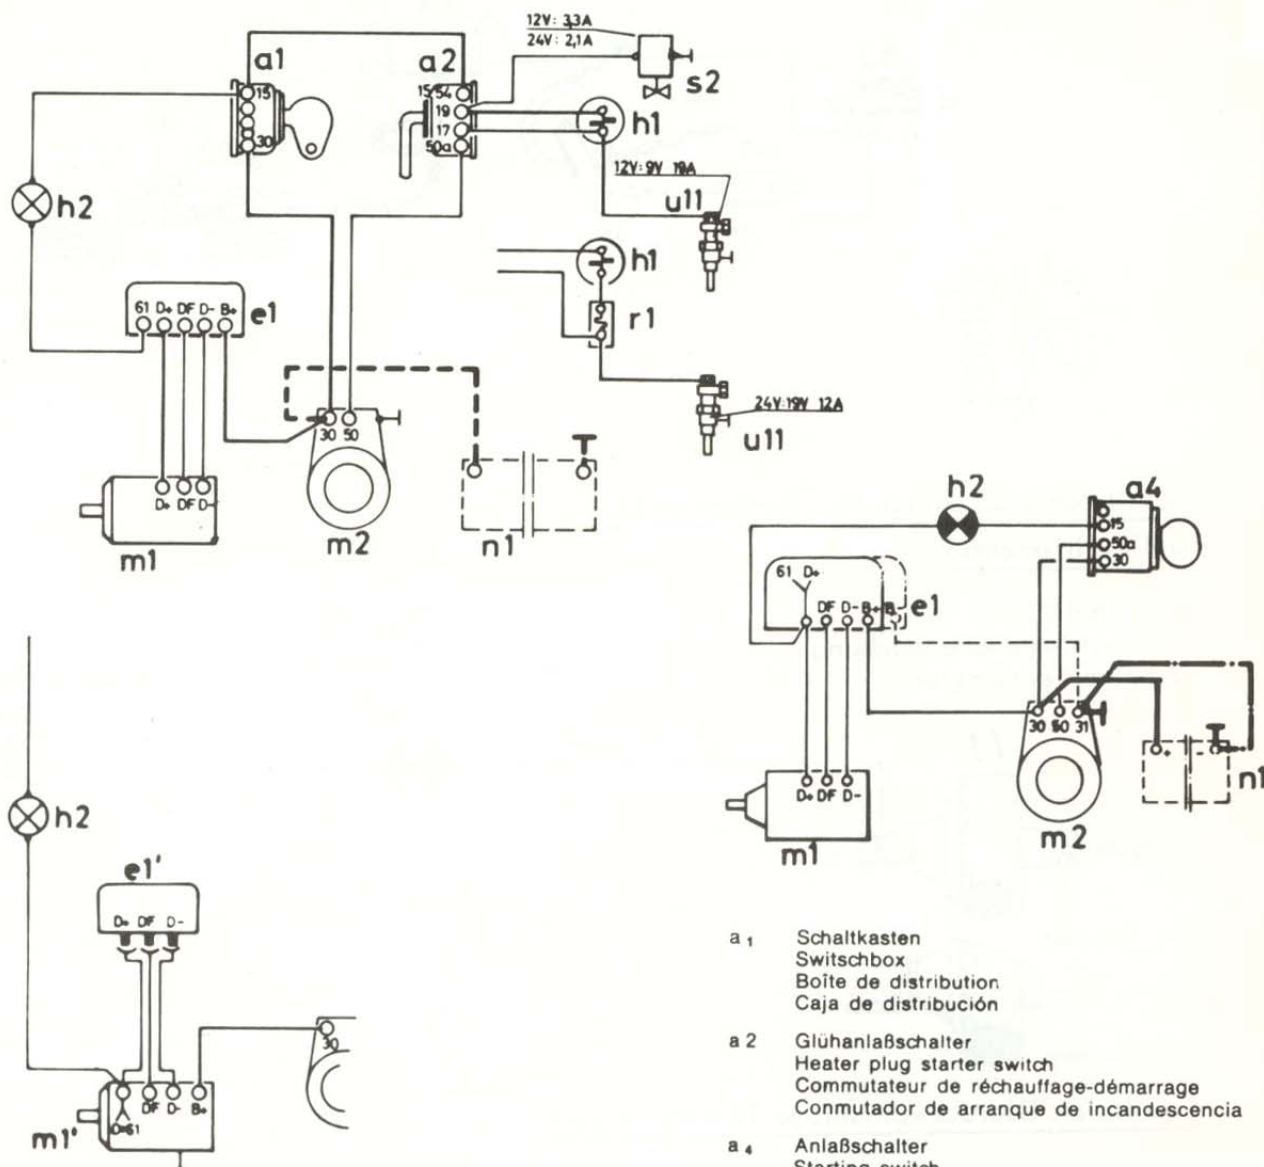 12V: 3,3A
24V: 2,1A
a1
a2
s2
15
30
15/54
19
17
50a
h1
12V:9V 19A
u11
h2
h1
r1
61 D+ DF D- B+
e1
24V:19V 12A
u11
30 50
D+ DF D-
m1
m2
n1
h2
a4
15
50a
30
61 D+
DF D- B+ B-
e1
30 50 31
+ -
n1
D+ DF D-
m1
m2
h2
e1'
D+ DF D-
30
DF D- B+
D+61
m1'
a 1 Schaltkasten
Switschbox
Boîte de distribution
Caja de distribución
a 2 Glühanlaßschalter
Heater plug starter switch
Commutateur de réchauffage-démarrage
Conmutador de arranque de incandescencia
a 4 Anlaßschalter
Starting switch